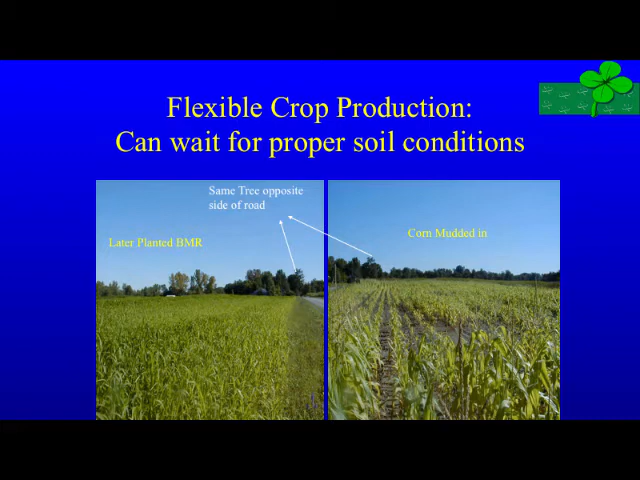 Flexible Crop Production:
Can wait for proper soil conditions
Same Tree opposite
side of road
Later Planted BMR
Corn Mudded in